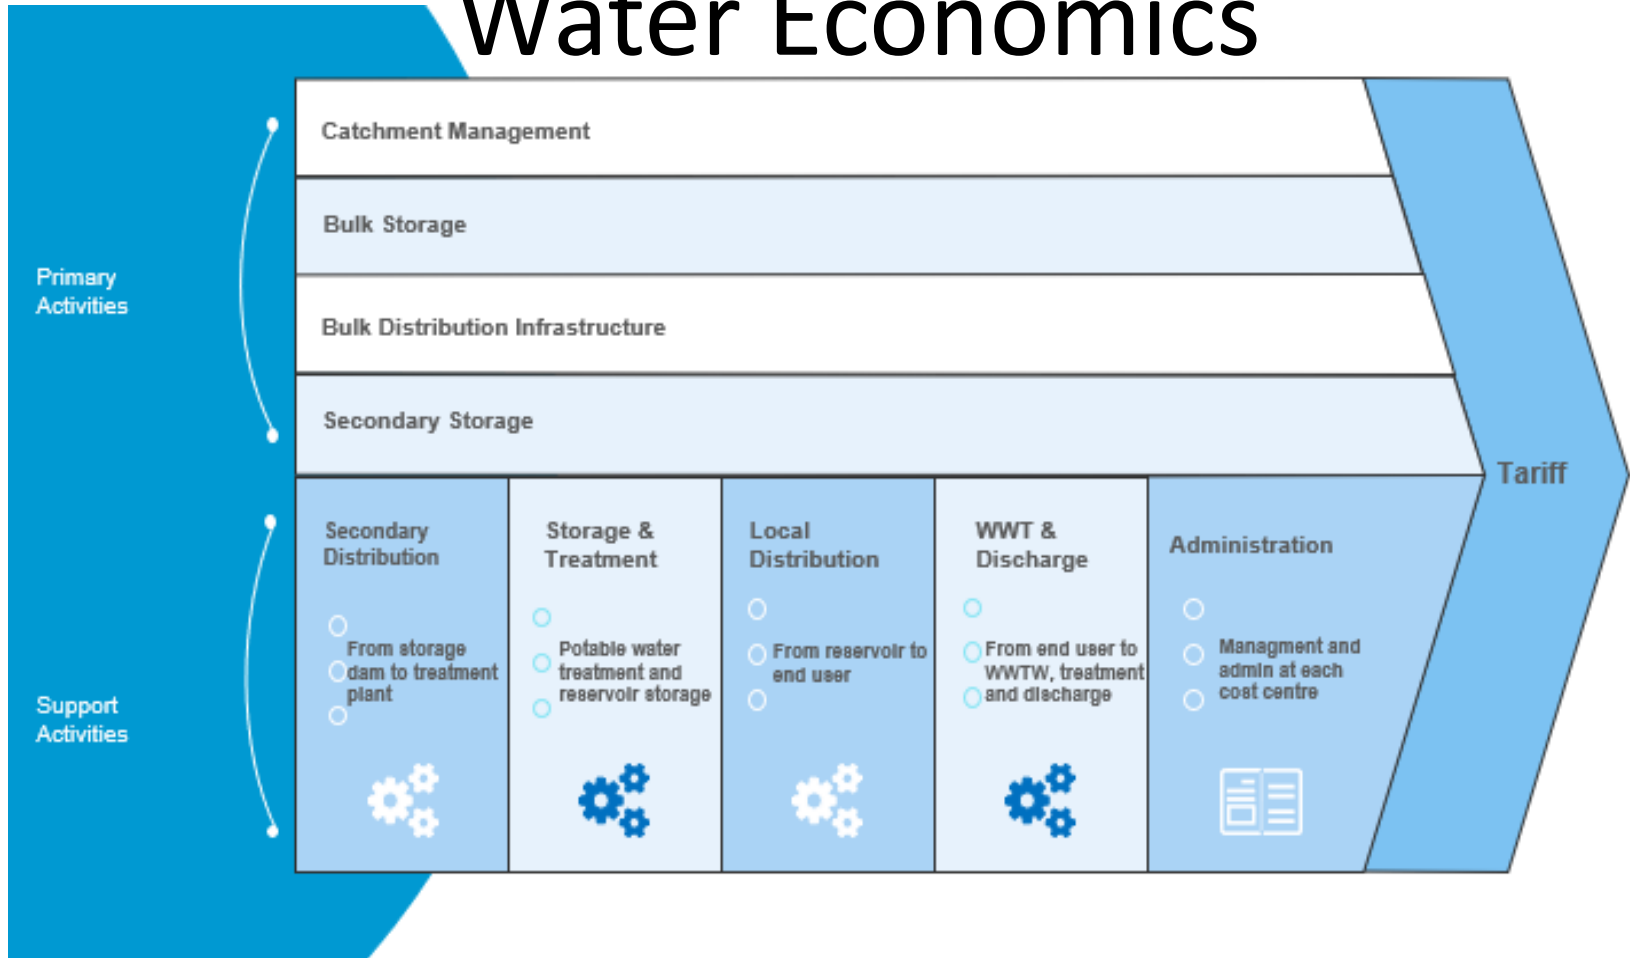 Water Economics
Catchment Management
Bulk Storage
Primary
Activities
Bulk Distribution Infrastructure
Secondary Storage
Tariff
Secondary
Distribution
From storage
dam to treatment
plant
Storage &
Treatment
Potable water
treatment and
reservoir storage
Local
Distribution
From reservoir to
end user
WWT &
Discharge
From end user to
WWTW, treatment
and discharge
Administration
Managment and
admin at each
cost centre
Support
Activities